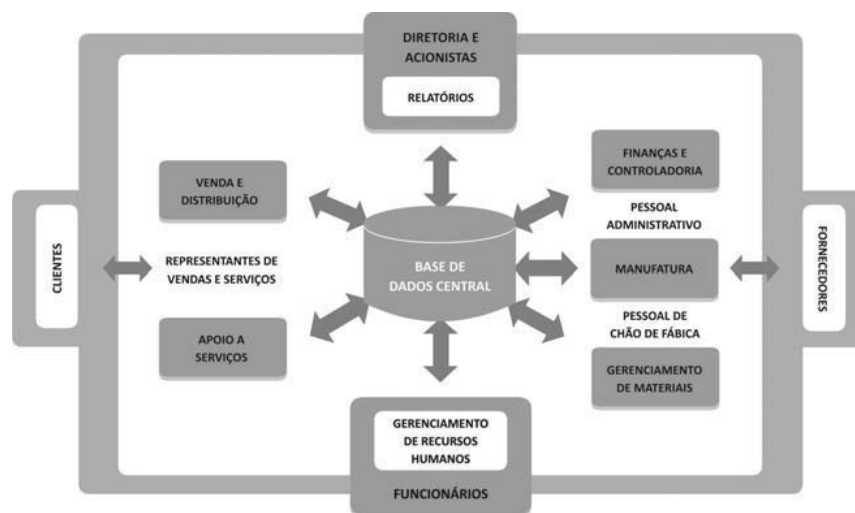 DIRETORIA E
ACIONISTAS
RELATÓRIOS
VENDA E
DISTRIBUIÇÃO
FINANÇAS E
CONTROLADORIA
PESSOAL
ADMINISTRATIVO
CLIENTES
REPRESENTANTES DE
VENDAS E SERVIÇOS
BASE DE
DADOS CENTRAL
MANUFATURA
FORNECEDORES
PESSOAL DE
CHÃO DE FÁBICA
APOIO A
SERVIÇOS
GERENCIAMENTO
DE MATERIAIS
GERENCIAMENTO
DE RECURSOS
HUMANOS
FUNCIONÁRIOS